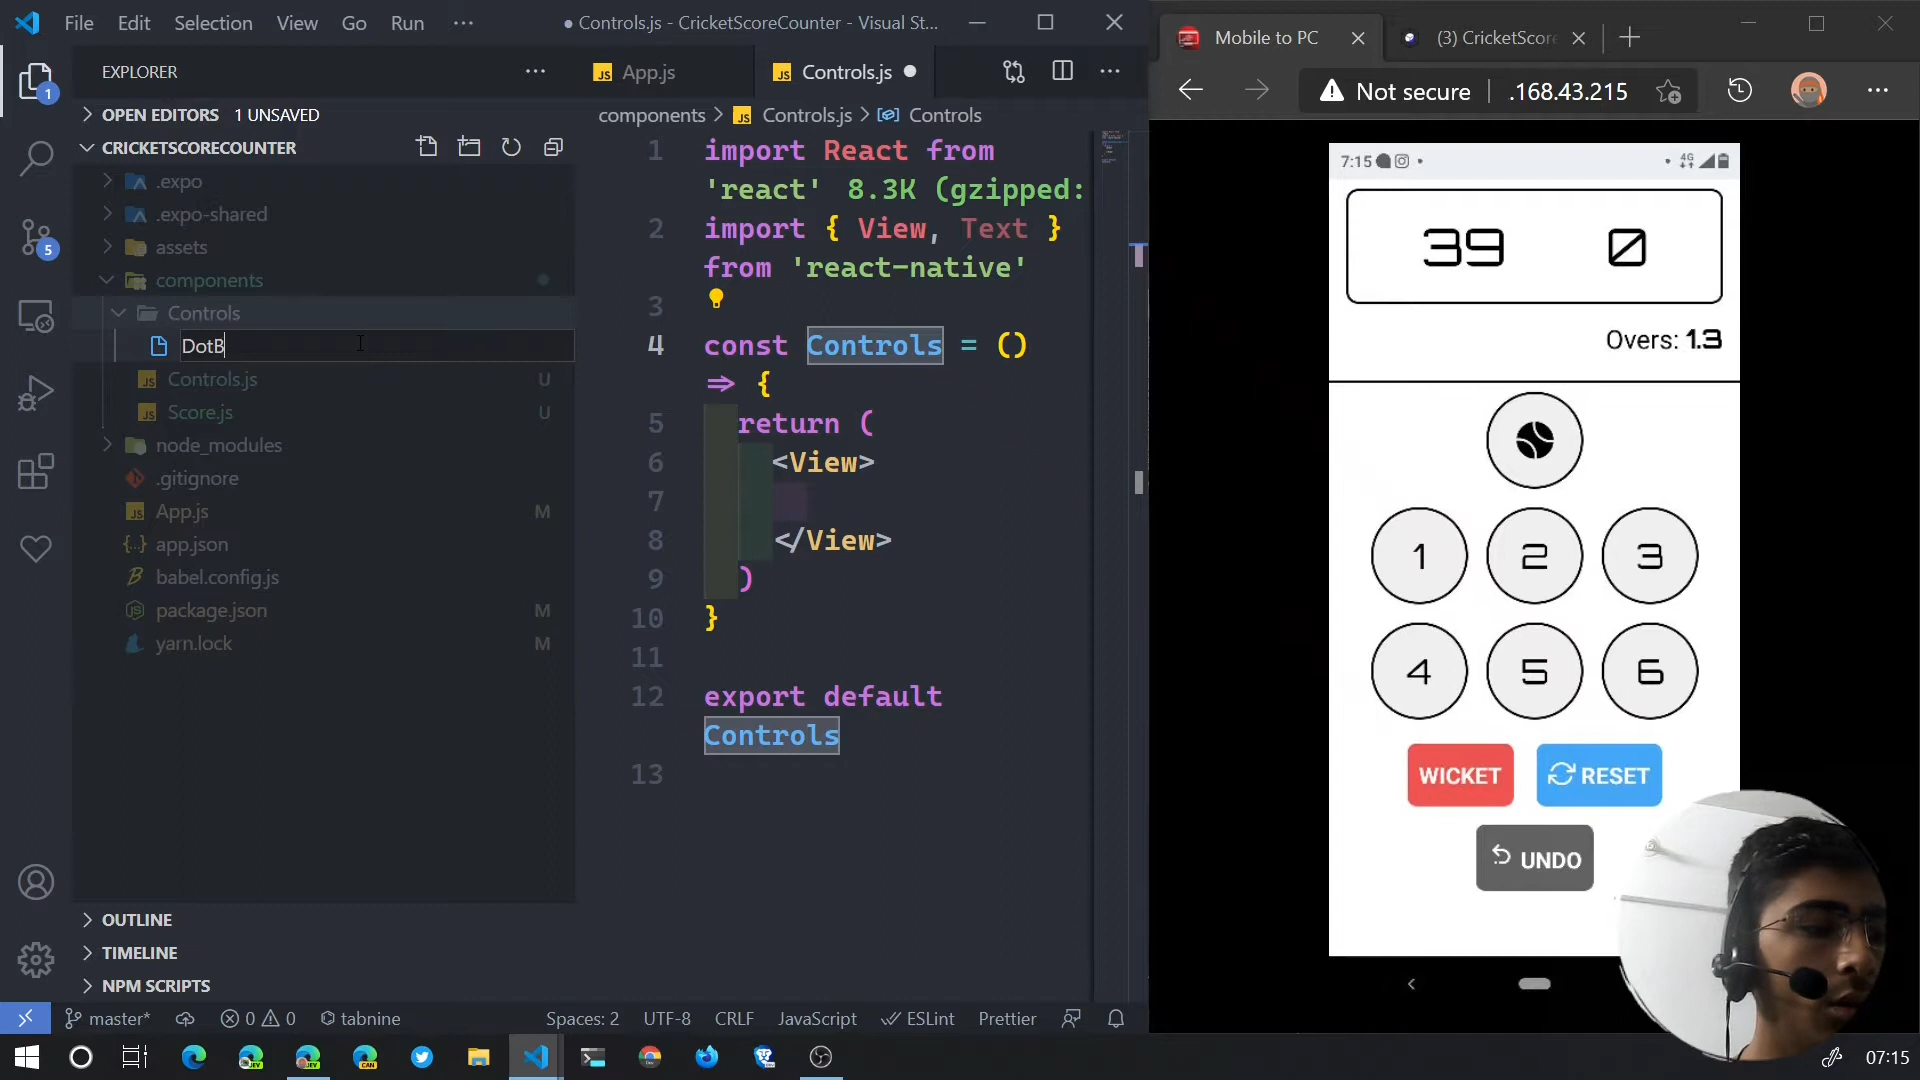 File Edit Selection View Go Run ···
● Controls.js - CricketScoreCounter - Visual St...
EXPLORER
OPEN EDITORS 1 UNSAVED
CRICKETSCORECOUNTER
.expo
.expo-shared
assets
components
Controls
DotB
Controls.js U
Score.js U
node_modules
.gitignore
App.js M
app.json
babel.config.js
package.json M
yarn.lock M
OUTLINE
TIMELINE
NPM SCRIPTS
1
5
JS App.js
JS Controls.js ●
components > JS Controls.js > Controls
1 import React from
'react' 8.3K (gzipped:
2 import { View, Text }
from 'react-native'
3
4 const Controls = ()
=> {
5 return (
6 <View>
7
8 </View>
9 )
10 }
11
12 export default
Controls
13
master* 0 0 tabnine Spaces: 2 UTF-8 CRLF JavaScript ESLint Prettier
Mobile to PC
(3) CricketScor
Not secure .168.43.215
7:15 4G
39 0
Overs: 1.3
1 2 3
4 5 6
WICKET RESET
UNDO
07:15